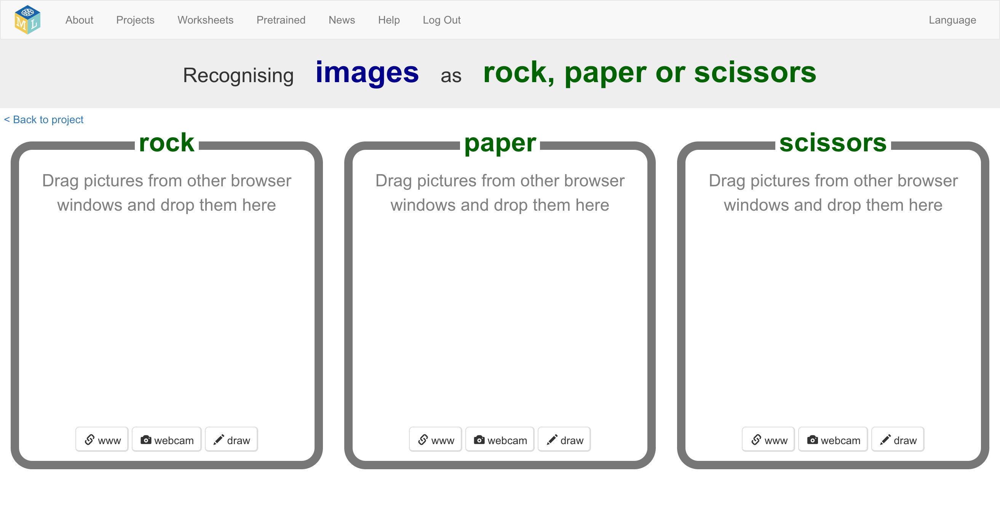 M L
About Projects Worksheets Pretrained News Help Log Out Language
Recognising images as rock, paper or scissors
< Back to project
rock
Drag pictures from other browser
windows and drop them here
www webcam draw
paper
Drag pictures from other browser
windows and drop them here
www webcam draw
scissors
Drag pictures from other browser
windows and drop them here
www webcam draw